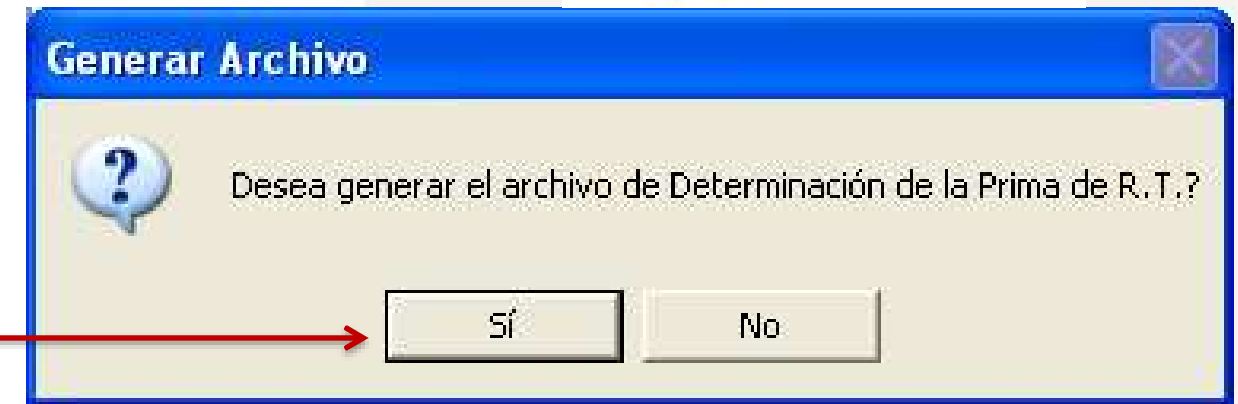 Generar Archivo
?
Desea generar el archivo de Determinación de la Prima de R.T.?
Sí
No